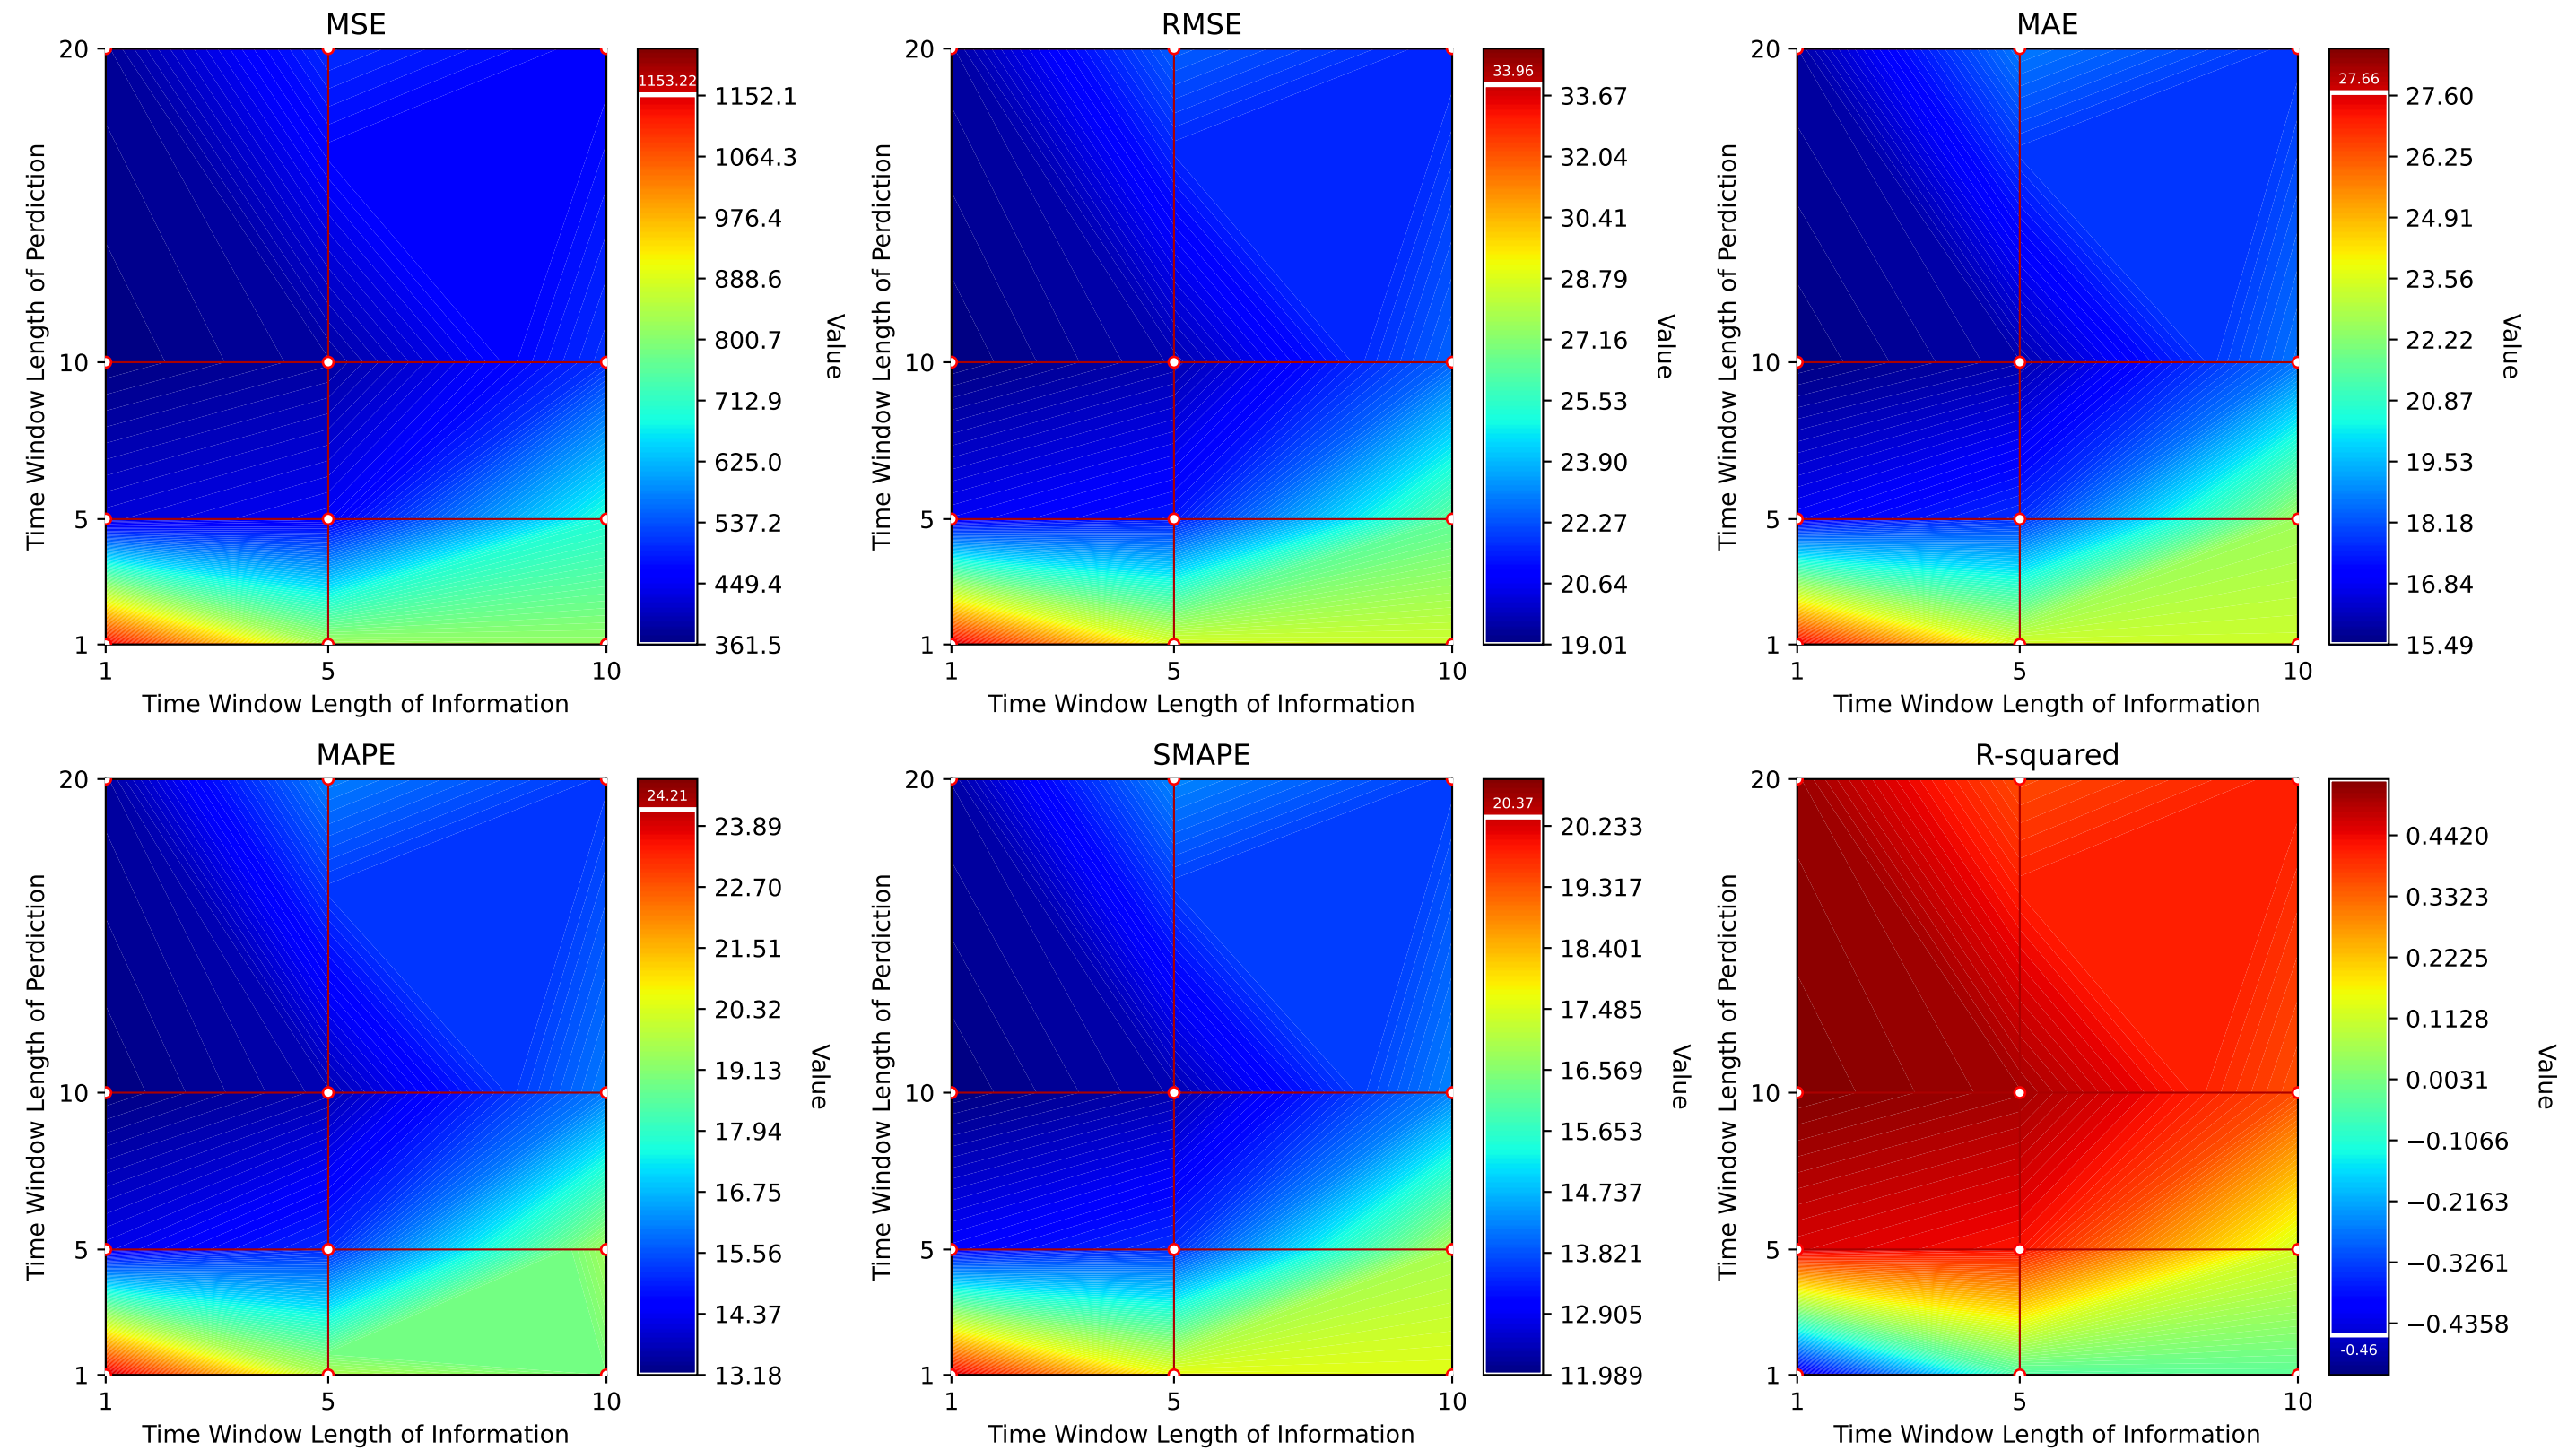 MSE
20
10
5
1
1 5 10
Time Window Length of Perdiction
Time Window Length of Information
1153.22
1152.1
1064.3
976.4
888.6
800.7
712.9
625.0
537.2
449.4
361.5
Value
RMSE
20
10
5
1
1 5 10
Time Window Length of Perdiction
Time Window Length of Information
33.96
33.67
32.04
30.41
28.79
27.16
25.53
23.90
22.27
20.64
19.01
Value
MAE
20
10
5
1
1 5 10
Time Window Length of Perdiction
Time Window Length of Information
27.66
27.60
26.25
24.91
23.56
22.22
20.87
19.53
18.18
16.84
15.49
Value
MAPE
20
10
5
1
1 5 10
Time Window Length of Perdiction
Time Window Length of Information
24.21
23.89
22.70
21.51
20.32
19.13
17.94
16.75
15.56
14.37
13.18
Value
SMAPE
20
10
5
1
1 5 10
Time Window Length of Perdiction
Time Window Length of Information
20.37
20.233
19.317
18.401
17.485
16.569
15.653
14.737
13.821
12.905
11.989
Value
R-squared
20
10
5
1
1 5 10
Time Window Length of Perdiction
Time Window Length of Information
0.4420
0.3323
0.2225
0.1128
0.0031
−0.1066
−0.2163
−0.3261
−0.4358
-0.46
Value